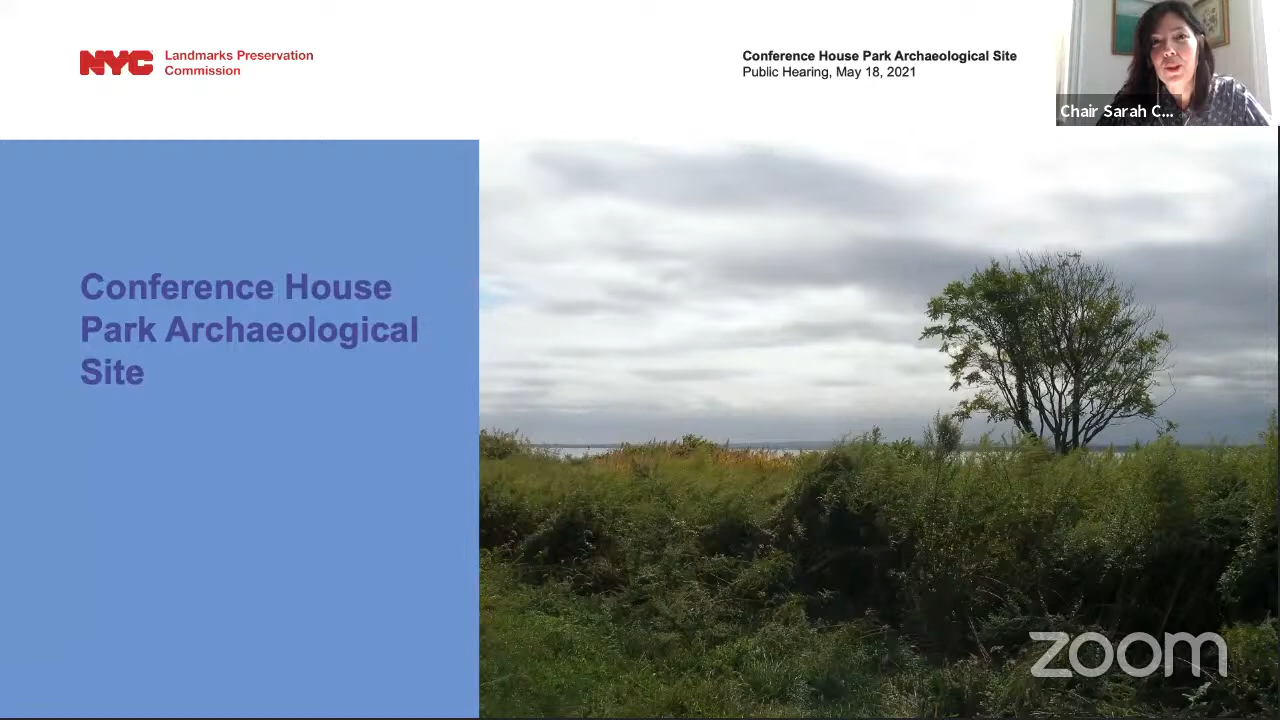 NYC
Landmarks Preservation
Commission
Conference House Park Archaeological Site
Public Hearing, May 18, 2021
Chair Sarah C...
Conference House
Park Archaeological
Site
zoom